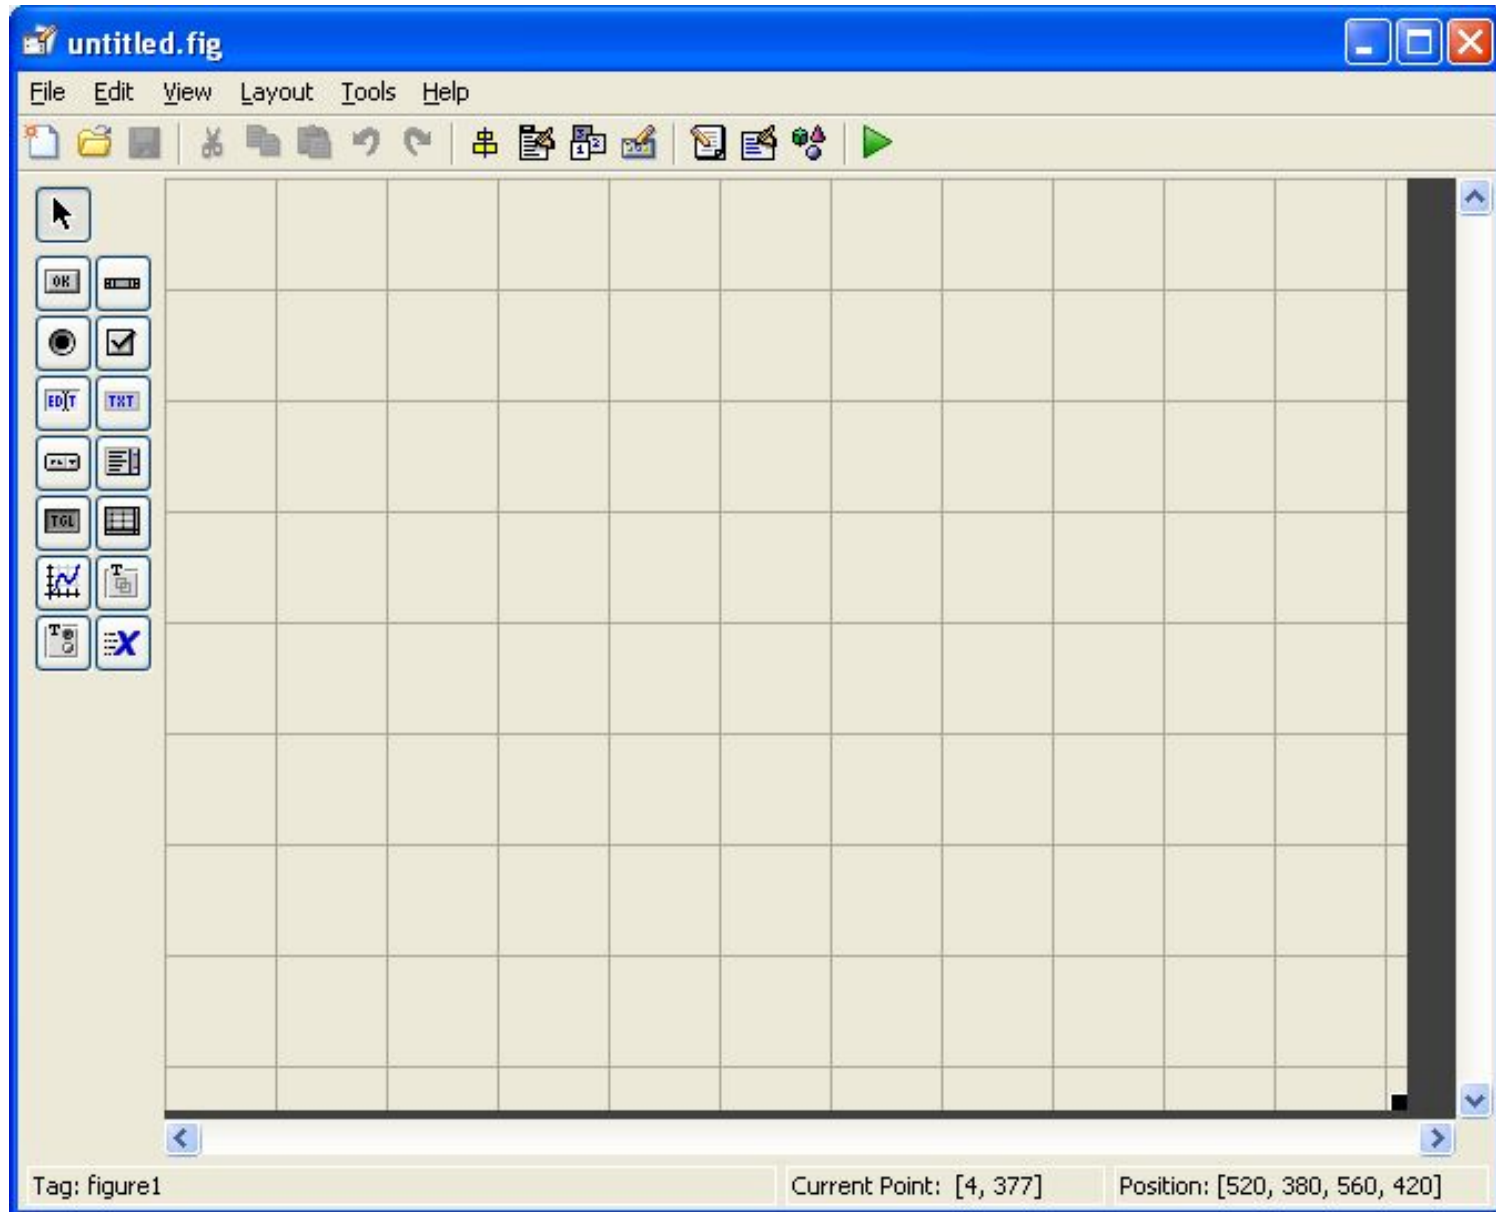 untitled.fig
File Edit View Layout Tools Help
OK
EDIT TXT
TGL
T
T X
Tag: figure1 Current Point: [4, 377] Position: [520, 380, 560, 420]